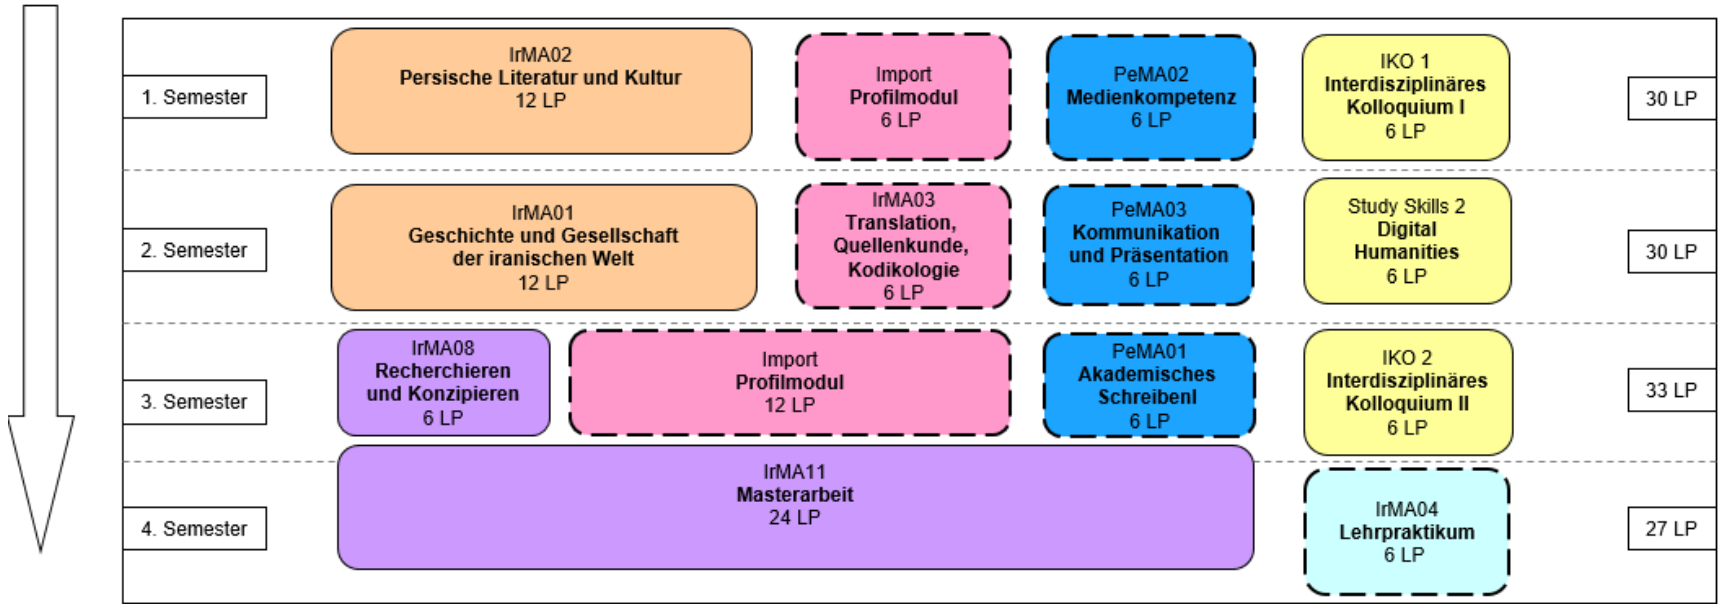 1. Semester
IrMA02
Persische Literatur und Kultur
12 LP
Import
Profilmodul
6 LP
PeMA02
Medienkompetenz
6 LP
IKO 1
Interdisziplinäres
Kolloquium I
6 LP
30 LP
2. Semester
IrMA01
Geschichte und Gesellschaft
der iranischen Welt
12 LP
IrMA03
Translation,
Quellenkunde,
Kodikologie
6 LP
PeMA03
Kommunikation
und Präsentation
6 LP
Study Skills 2
Digital
Humanities
6 LP
30 LP
3. Semester
IrMA08
Recherchieren
und Konzipieren
6 LP
Import
Profilmodul
12 LP
PeMA01
Akademisches
SchreibenI
6 LP
IKO 2
Interdisziplinäres
Kolloquium II
6 LP
33 LP
4. Semester
IrMA11
Masterarbeit
24 LP
IrMA04
Lehrpraktikum
6 LP
27 LP